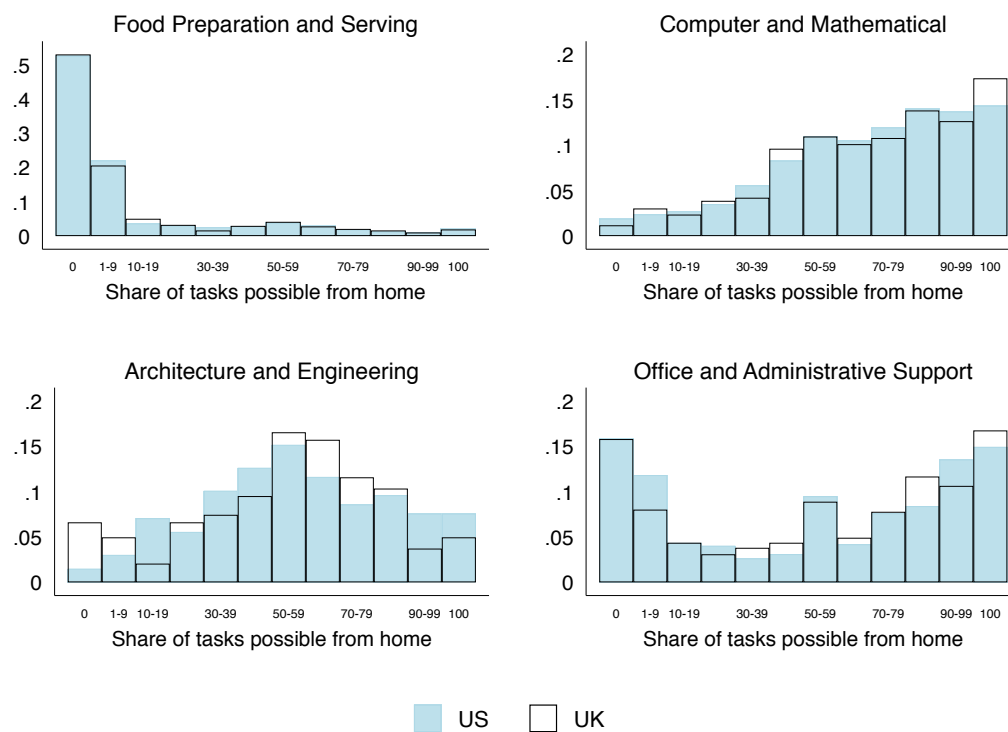 Food Preparation and Serving
.5
.4
.3
.2
.1
0
0 1-9 10-19 30-39 50-59 70-79 90-99 100
Share of tasks possible from home
Computer and Mathematical
.2
.15
.1
.05
0
0 1-9 10-19 30-39 50-59 70-79 90-99 100
Share of tasks possible from home
Architecture and Engineering
.2
.15
.1
.05
0
0 1-9 10-19 30-39 50-59 70-79 90-99 100
Share of tasks possible from home
Office and Administrative Support
.2
.15
.1
.05
0
0 1-9 10-19 30-39 50-59 70-79 90-99 100
Share of tasks possible from home
US UK